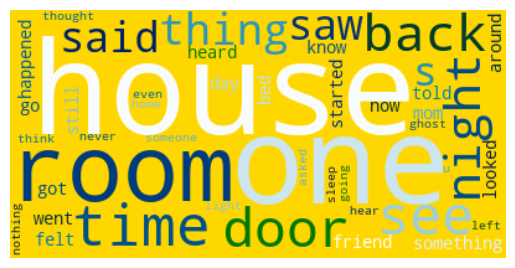 thought
said
thing
saw
back
around
happened
heard
know
house
s
go
still
day
bed
started
now
told
even
home
mom
night
ghost
think
never
someone
room
one
looked
got
asked
sleep
going
light
nothing
went
time
door
hear
see
left
felt
friend
something